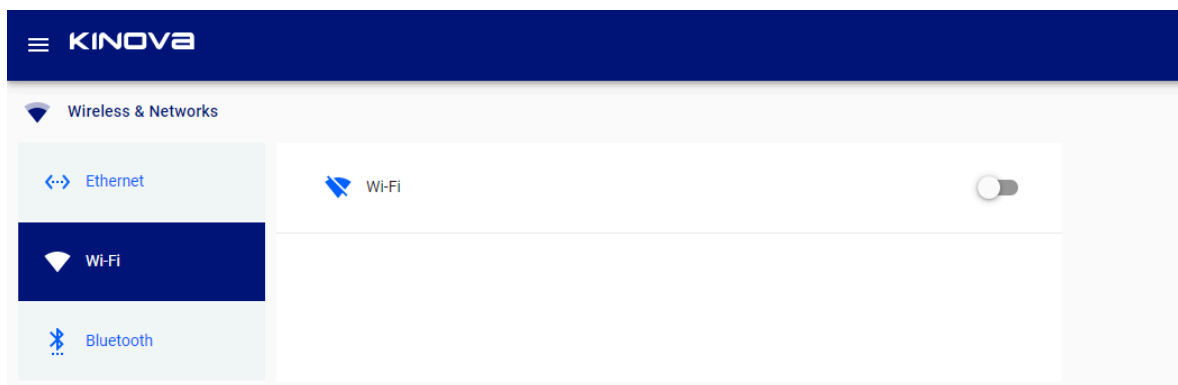 KINOVA
Wireless & Networks
Ethernet
Wi-Fi
Wi-Fi
Bluetooth